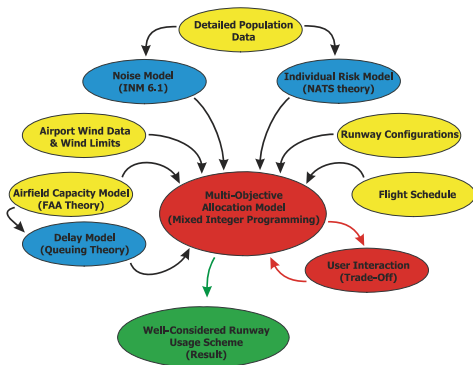 Detailed Population
Data
Noise Model
(INM 6.1)
Individual Risk Model
(NATS theory)
Airport Wind Data
& Wind Limits
Runway Configurations
Airfield Capacity Model
(FAA Theory)
Multi-Objective
Allocation Model
(Mixed Integer Programming)
Flight Schedule
Delay Model
(Queuing Theory)
User Interaction
(Trade-Off)
Well-Considered Runway
Usage Scheme
(Result)